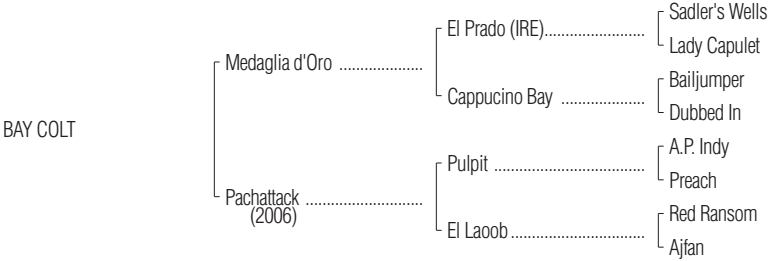 Sadler's Wells
El Prado (IRE)........................
Lady Capulet
Medaglia d'Oro ....................
Bailjumper
Cappucino Bay ....................
Dubbed In
BAY COLT
A.P. Indy
Pulpit ....................................
Preach
Pachattack ............................
(2006)
Red Ransom
El Laoob................................
Ajfan